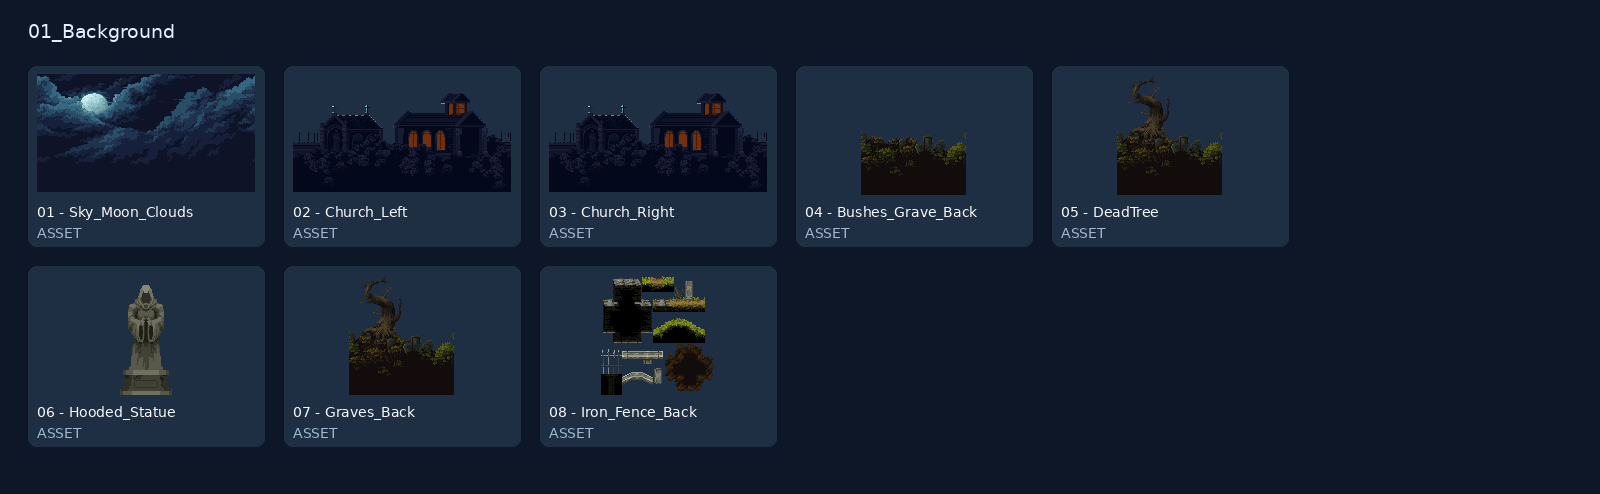 01_Background
01 - Sky_Moon_Clouds
ASSET
02 - Church_Left
ASSET
03 - Church_Right
ASSET
04 - Bushes_Grave_Back
ASSET
05 - DeadTree
ASSET
06 - Hooded_Statue
ASSET
07 - Graves_Back
ASSET
08 - Iron_Fence_Back
ASSET